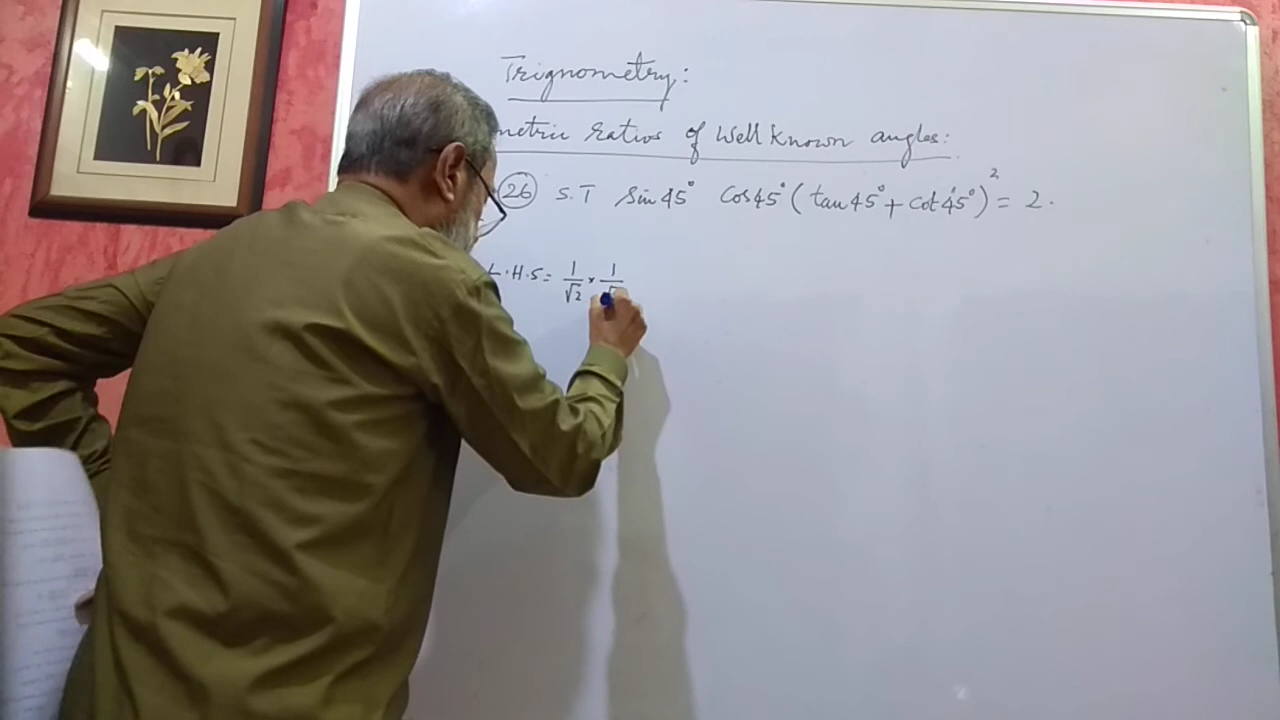 Trignometry:
metric Ratios of Well Known angles:
26 S.T Sin 45° Cos 45° (tan 45° + cot 45°)² = 2.
L.H.S = 1/√2 × 1/√